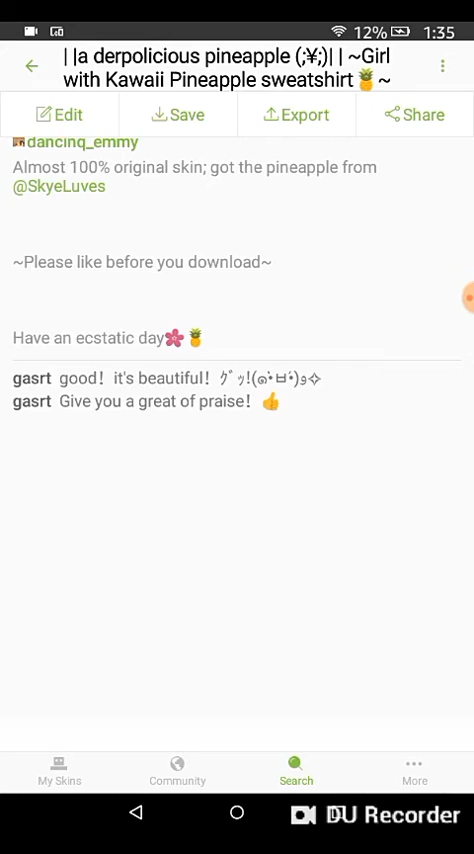 12% 1:35
| |a derpolicious pineapple (;¥;)| | ~Girl
with Kawaii Pineapple sweatshirt🍍~
Edit Save Export Share
dancinq_emmy
Almost 100% original skin; got the pineapple from
@SkyeLuves
~Please like before you download~
Have an ecstatic day🌺🍍
gasrt good！it's beautiful！ｸﾞｯ!(๑•̀ㅂ•́)و✧
gasrt Give you a great of praise！👍
My Skins Community Search More
DU Recorder